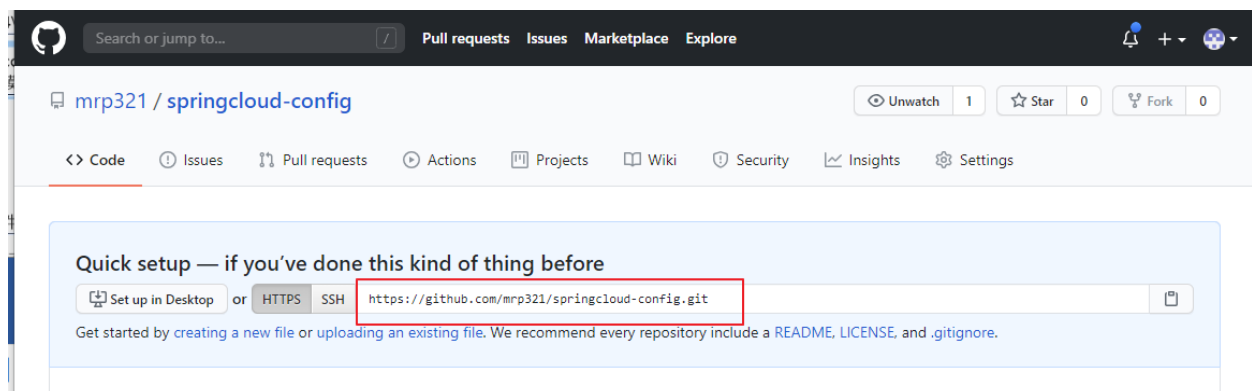 Search or jump to... / Pull requests Issues Marketplace Explore
mrp321 / springcloud-config Unwatch 1 Star 0 Fork 0
<> Code Issues Pull requests Actions Projects Wiki Security Insights Settings
Quick setup — if you've done this kind of thing before
Set up in Desktop or HTTPS SSH https://github.com/mrp321/springcloud-config.git
Get started by creating a new file or uploading an existing file. We recommend every repository include a README, LICENSE, and .gitignore.